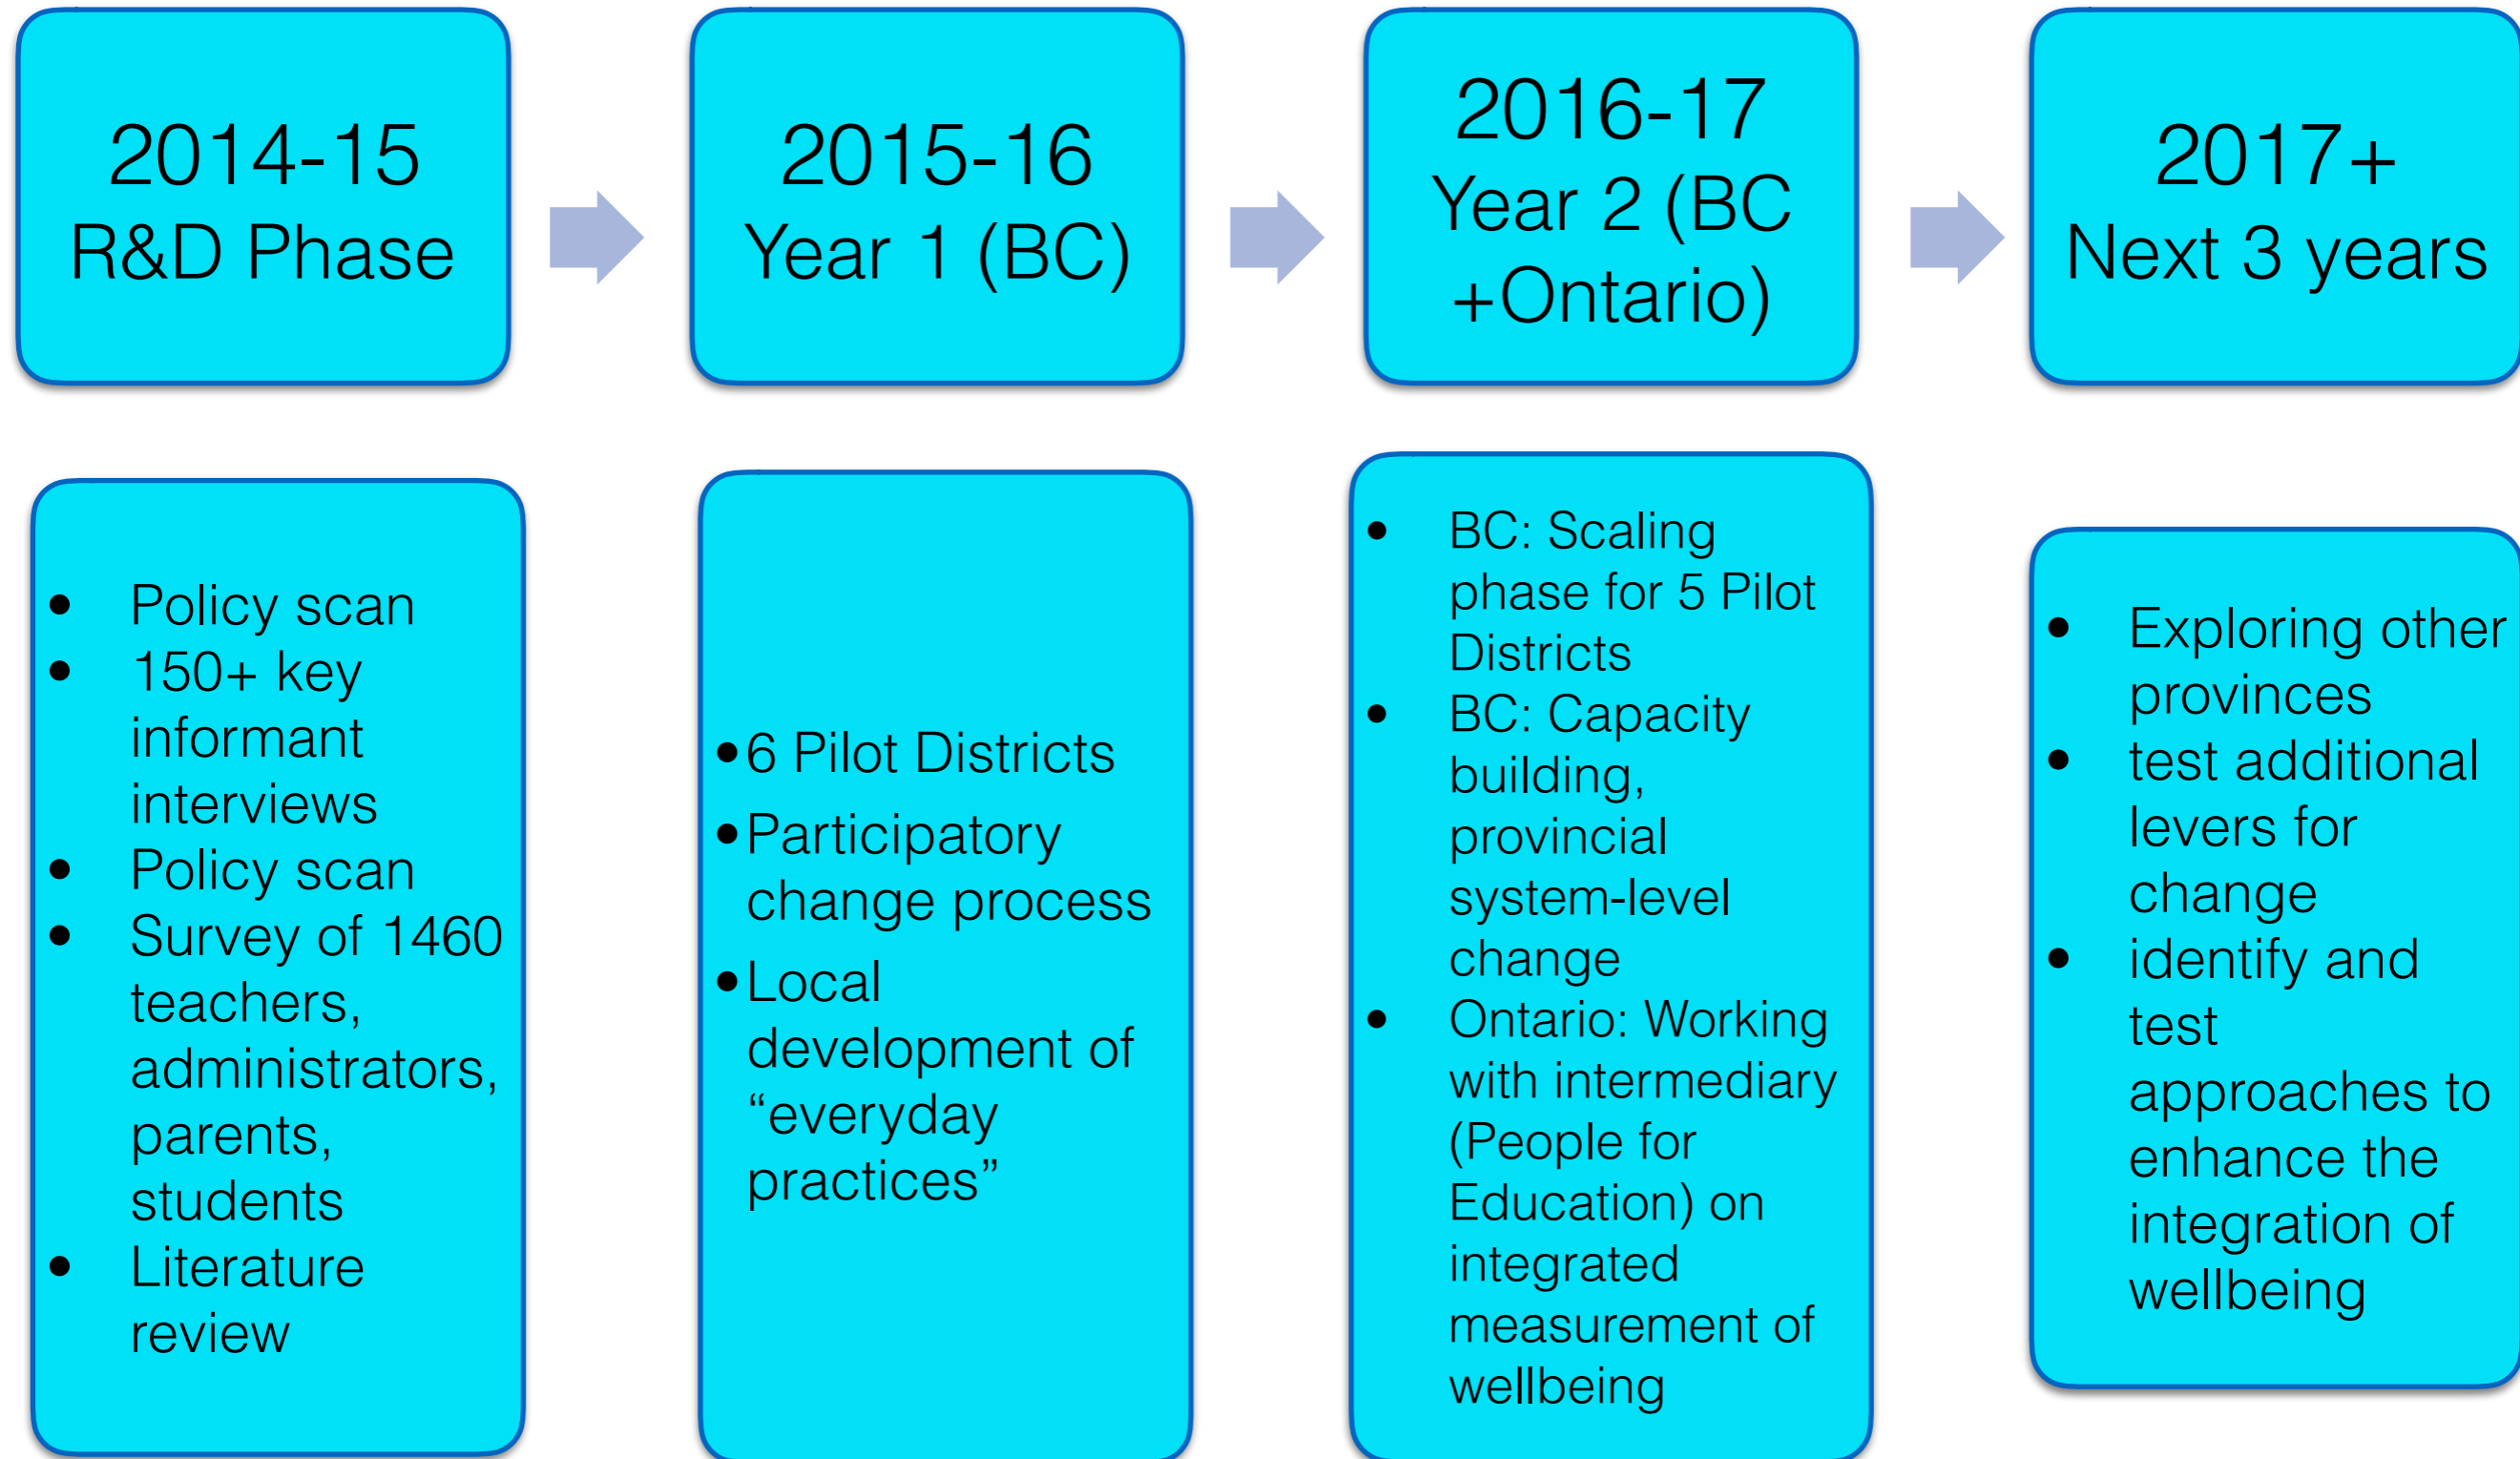 2014-15
R&D Phase
2015-16
Year 1 (BC)
2016-17
Year 2 (BC
+Ontario)
2017+
Next 3 years
• Policy scan
• 150+ key
informant
interviews
• Policy scan
• Survey of 1460
teachers,
administrators,
parents,
students
• Literature
review
• 6 Pilot Districts
• Participatory
change process
• Local
development of
“everyday
practices”
• BC: Scaling
phase for 5 Pilot
Districts
• BC: Capacity
building,
provincial
system-level
change
• Ontario: Working
with intermediary
(People for
Education) on
integrated
measurement of
wellbeing
• Exploring other
provinces
• test additional
levers for
change
• identify and
test
approaches to
enhance the
integration of
wellbeing